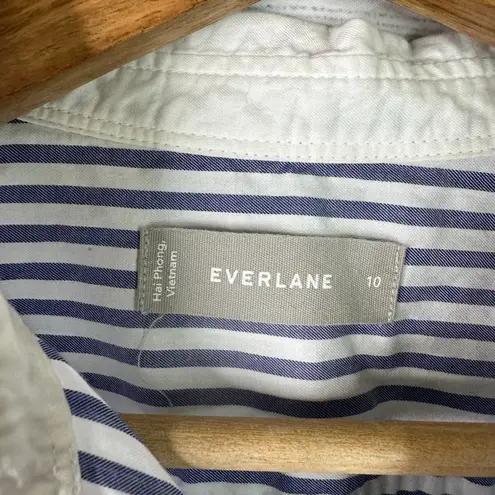 Hai Phong,
Vietnam
EVERLANE
10